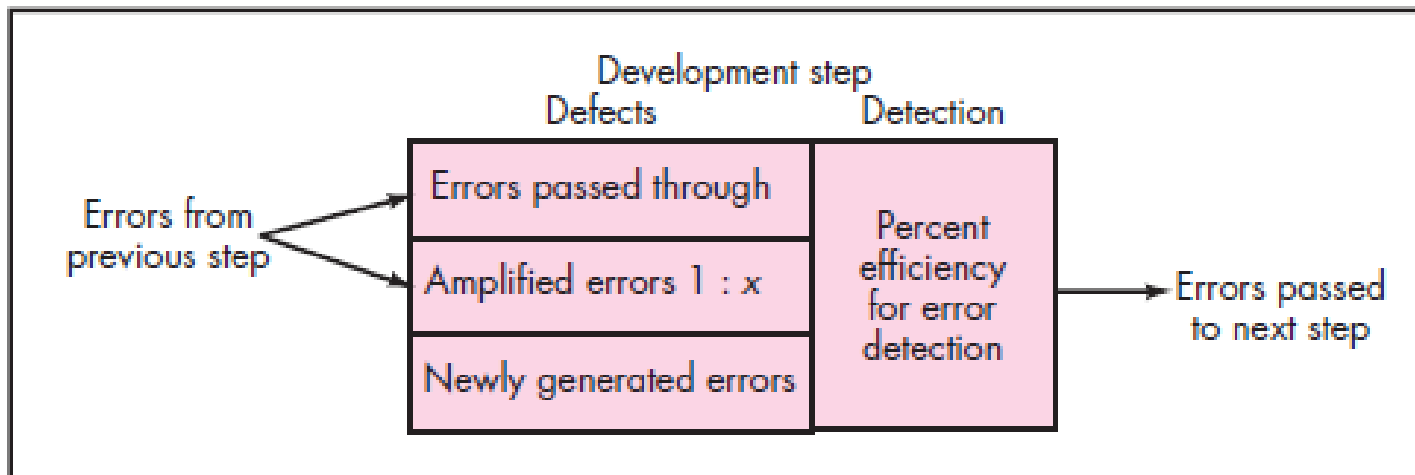 Development step
Defects
Detection
Errors from
previous step
Errors passed through
Amplified errors 1 : x
Newly generated errors
Percent
efficiency
for error
detection
Errors passed
to next step